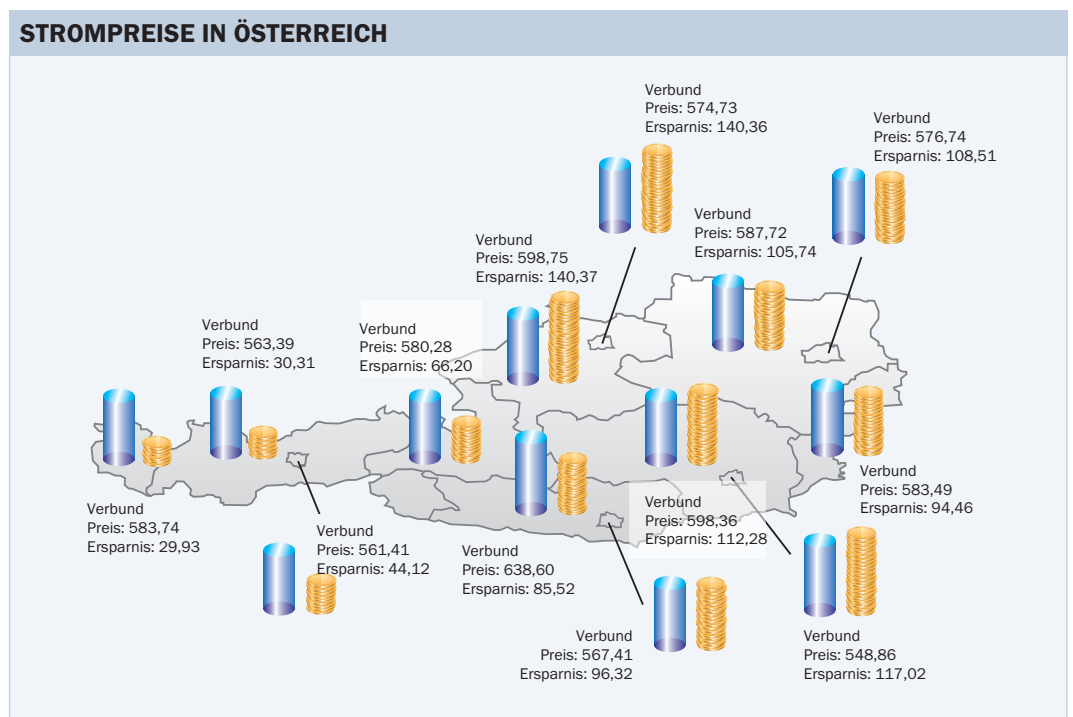 STROMPREISE IN ÖSTERREICH
Verbund
Preis: 574,73
Ersparnis: 140,36
Verbund
Preis: 576,74
Ersparnis: 108,51
Verbund
Preis: 587,72
Ersparnis: 105,74
Verbund
Preis: 598,75
Ersparnis: 140,37
Verbund
Preis: 563,39
Ersparnis: 30,31
Verbund
Preis: 580,28
Ersparnis: 66,20
Verbund
Preis: 583,49
Ersparnis: 94,46
Verbund
Preis: 583,74
Ersparnis: 29,93
Verbund
Preis: 561,41
Ersparnis: 44,12
Verbund
Preis: 638,60
Ersparnis: 85,52
Verbund
Preis: 598,36
Ersparnis: 112,28
Verbund
Preis: 567,41
Ersparnis: 96,32
Verbund
Preis: 548,86
Ersparnis: 117,02